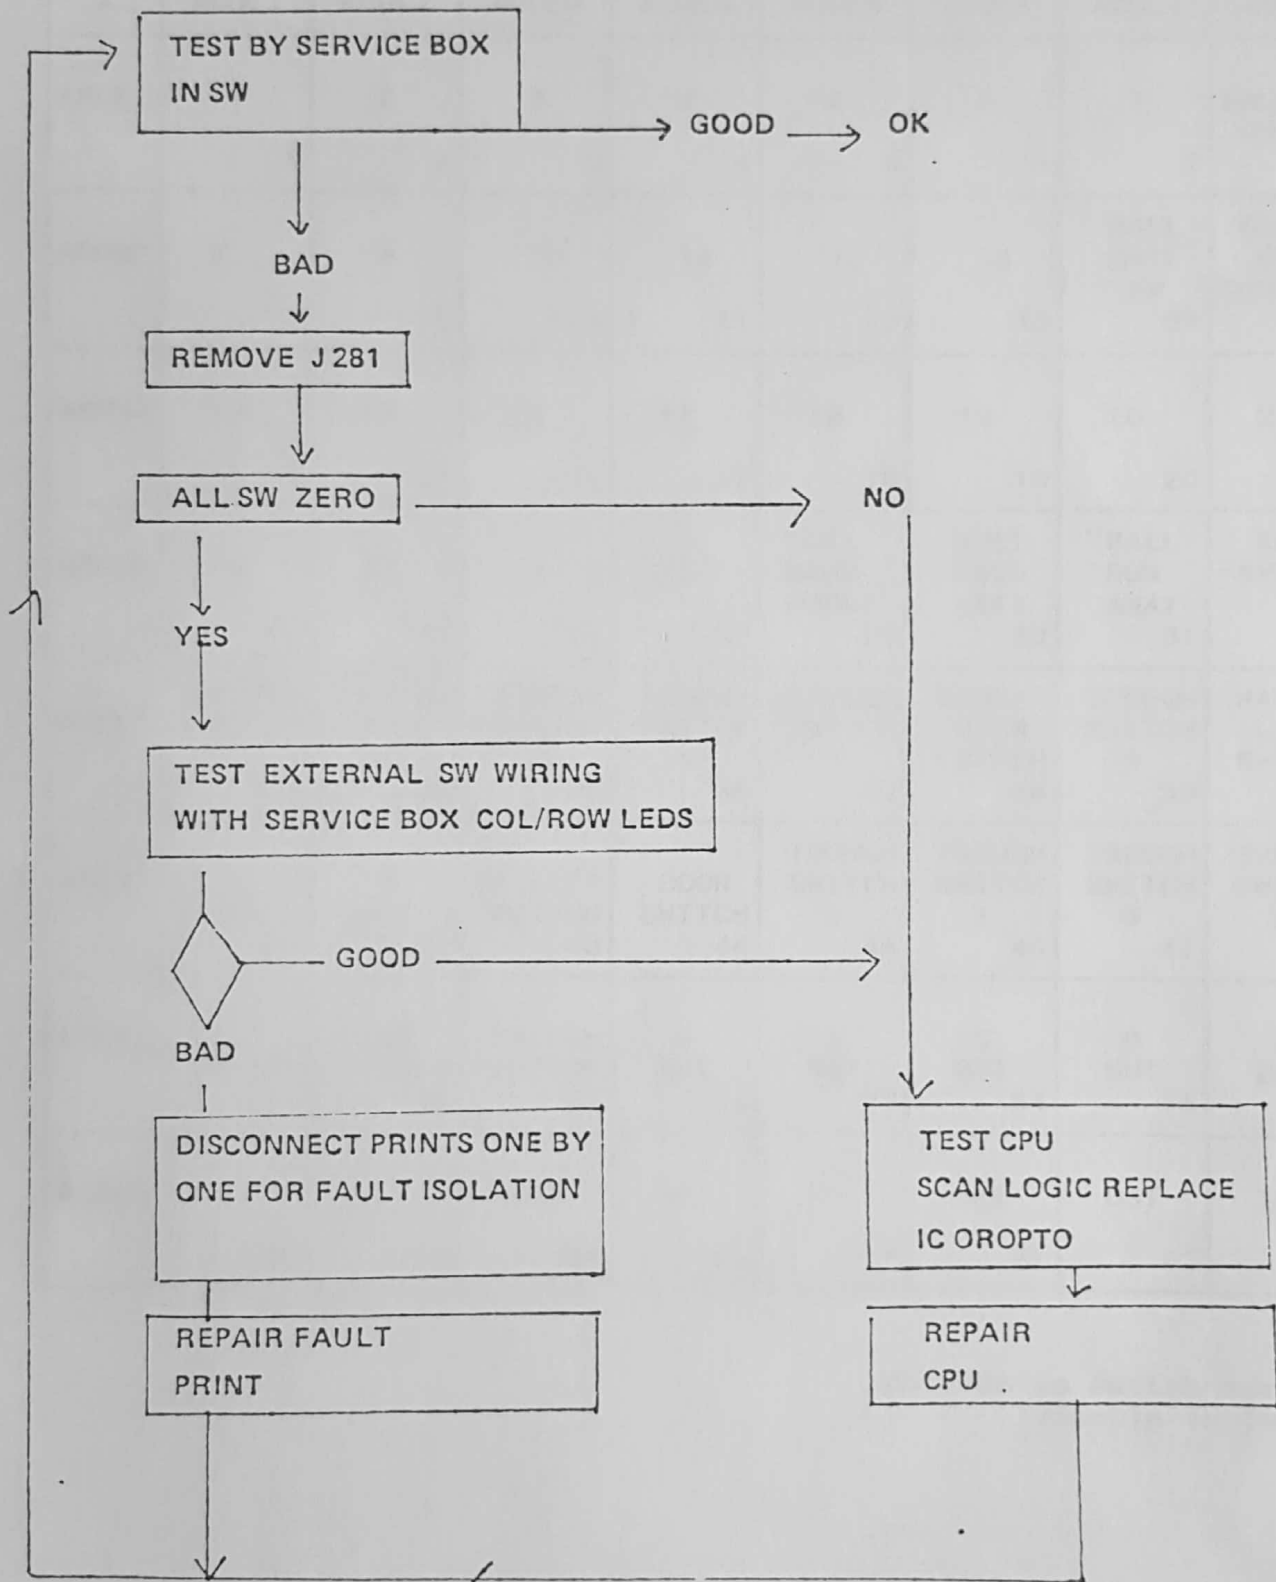 TEST BY SERVICE BOX
IN SW
GOOD
OK
BAD
REMOVE J 281
ALL SW ZERO
NO
YES
TEST EXTERNAL SW WIRING
WITH SERVICE BOX COL/ROW LEDS
GOOD
BAD
DISCONNECT PRINTS ONE BY
ONE FOR FAULT ISOLATION
TEST CPU
SCAN LOGIC REPLACE
IC OROPTO
REPAIR FAULT
PRINT
REPAIR
CPU